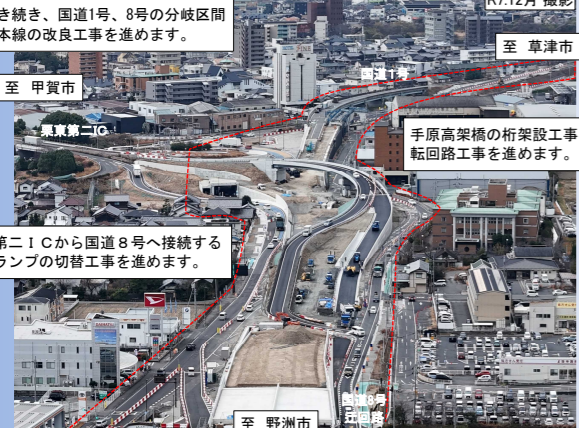 き続き、国道1号、8号の分岐区間
本線の改良工事を進めます。
R7.12月 撮影
至 草津市
国道1号
至 甲賀市
栗東第二IC
手原高架橋の桁架設工事
転回路工事を進めます。
第二ＩＣから国道８号へ接続する
ランプの切替工事を進めます。
国道8号
迂回路
至 野洲市